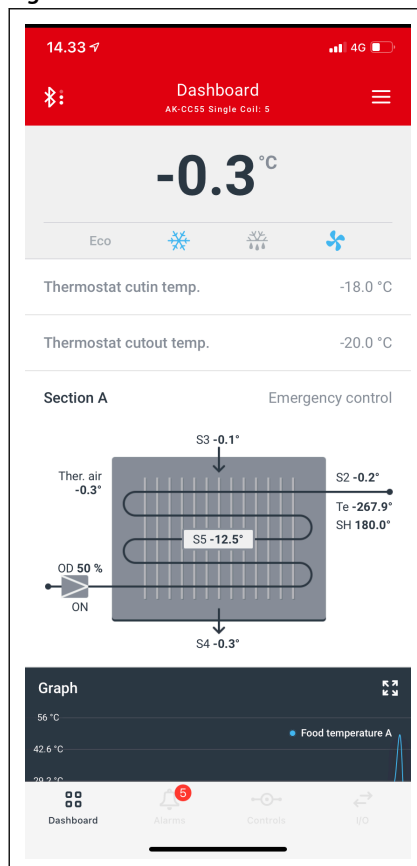 14.33
4G
Dashboard
AK-CC55 Single Coil: 5
-0.3 °C
Eco
Thermostat cutin temp. -18.0 °C
Thermostat cutout temp. -20.0 °C
Section A Emergency control
S3 -0.1°
Ther. air
-0.3°
S2 -0.2°
Te -267.9°
SH 180.0°
S5 -12.5°
OD 50 %
ON
S4 -0.3°
Graph
56 °C
Food temperature A
42.6 °C
29.2 °C
5
Dashboard Alarms Controls I/O